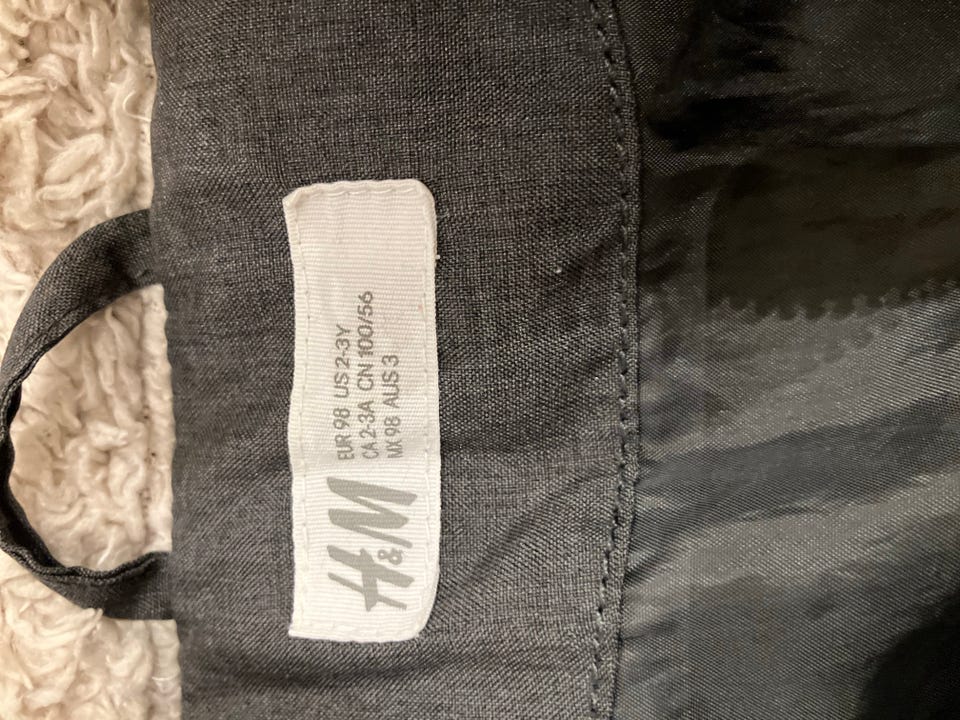 H&M
EUR 98 US 2-3Y
CA 2-3A CN 100/56
MX 98 AUS 3